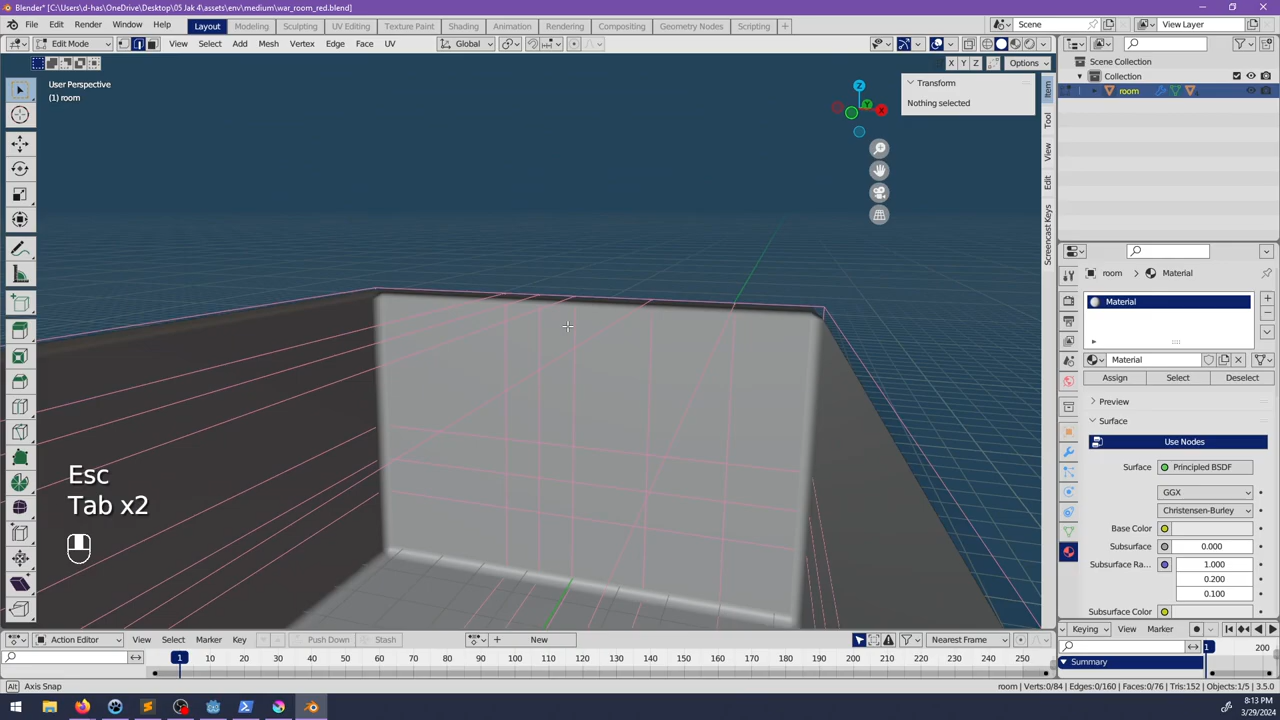 Blender* [C:\Users\d-has\OneDrive\Desktop\05 Jak 4\assets\env\medium\war_room_red.blend]
File Edit Render Window Help
Layout Modeling Sculpting UV Editing Texture Paint Shading Animation Rendering Compositing Geometry Nodes Scripting +
Scene
View Layer
Edit Mode View Select Add Mesh Vertex Edge Face UV Global
X Y Z Options
User Perspective
(1) room
Transform
Nothing selected
Item
Tool
View
Edit
Screencast Keys
Scene Collection
Collection
room
room > Material
Material
Material
Assign Select Deselect
Preview
Surface
Use Nodes
Surface Principled BSDF
GGX
Christensen-Burley
Base Color
Subsurface 0.000
Subsurface Ra... 1.000
0.200
0.100
Subsurface Color
Esc
Tab x2
Action Editor View Select Marker Key Push Down Stash New Nearest Frame
Keying View Marker
1 10 20 30 40 50 60 70 80 90 100 110 120 130 140 150 160 170 180 190 200 210 220 230 240 250
1 200
Summary
Alt Axis Snap
room | Verts:0/84 | Edges:0/160 | Faces:0/76 | Tris:152 | Objects:1/5 | 3.5.0
8:13 PM
3/29/2024